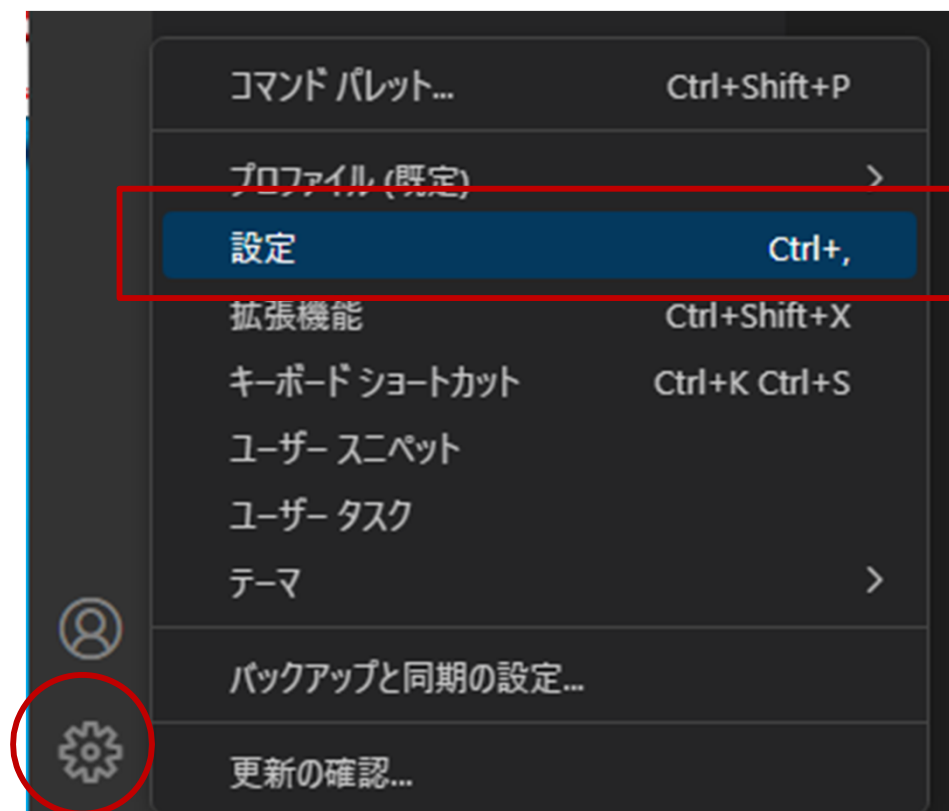 コマンド パレット... Ctrl+Shift+P
プロファイル (既定)
設定 Ctrl+,
拡張機能 Ctrl+Shift+X
キーボード ショートカット Ctrl+K Ctrl+S
ユーザー スニペット
ユーザー タスク
テーマ
バックアップと同期の設定...
更新の確認...